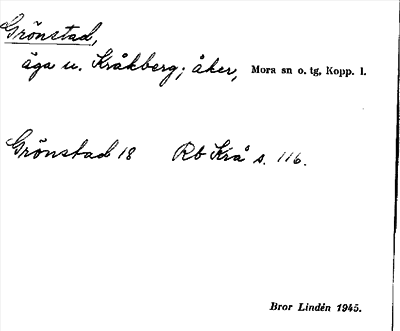 Grönstad,
äga u. Kråkberg; åker, Mora sn o. tg, Kopp. l.
Grönstad 18 Rb Krå s. 116.
Bror Lindén 1945.